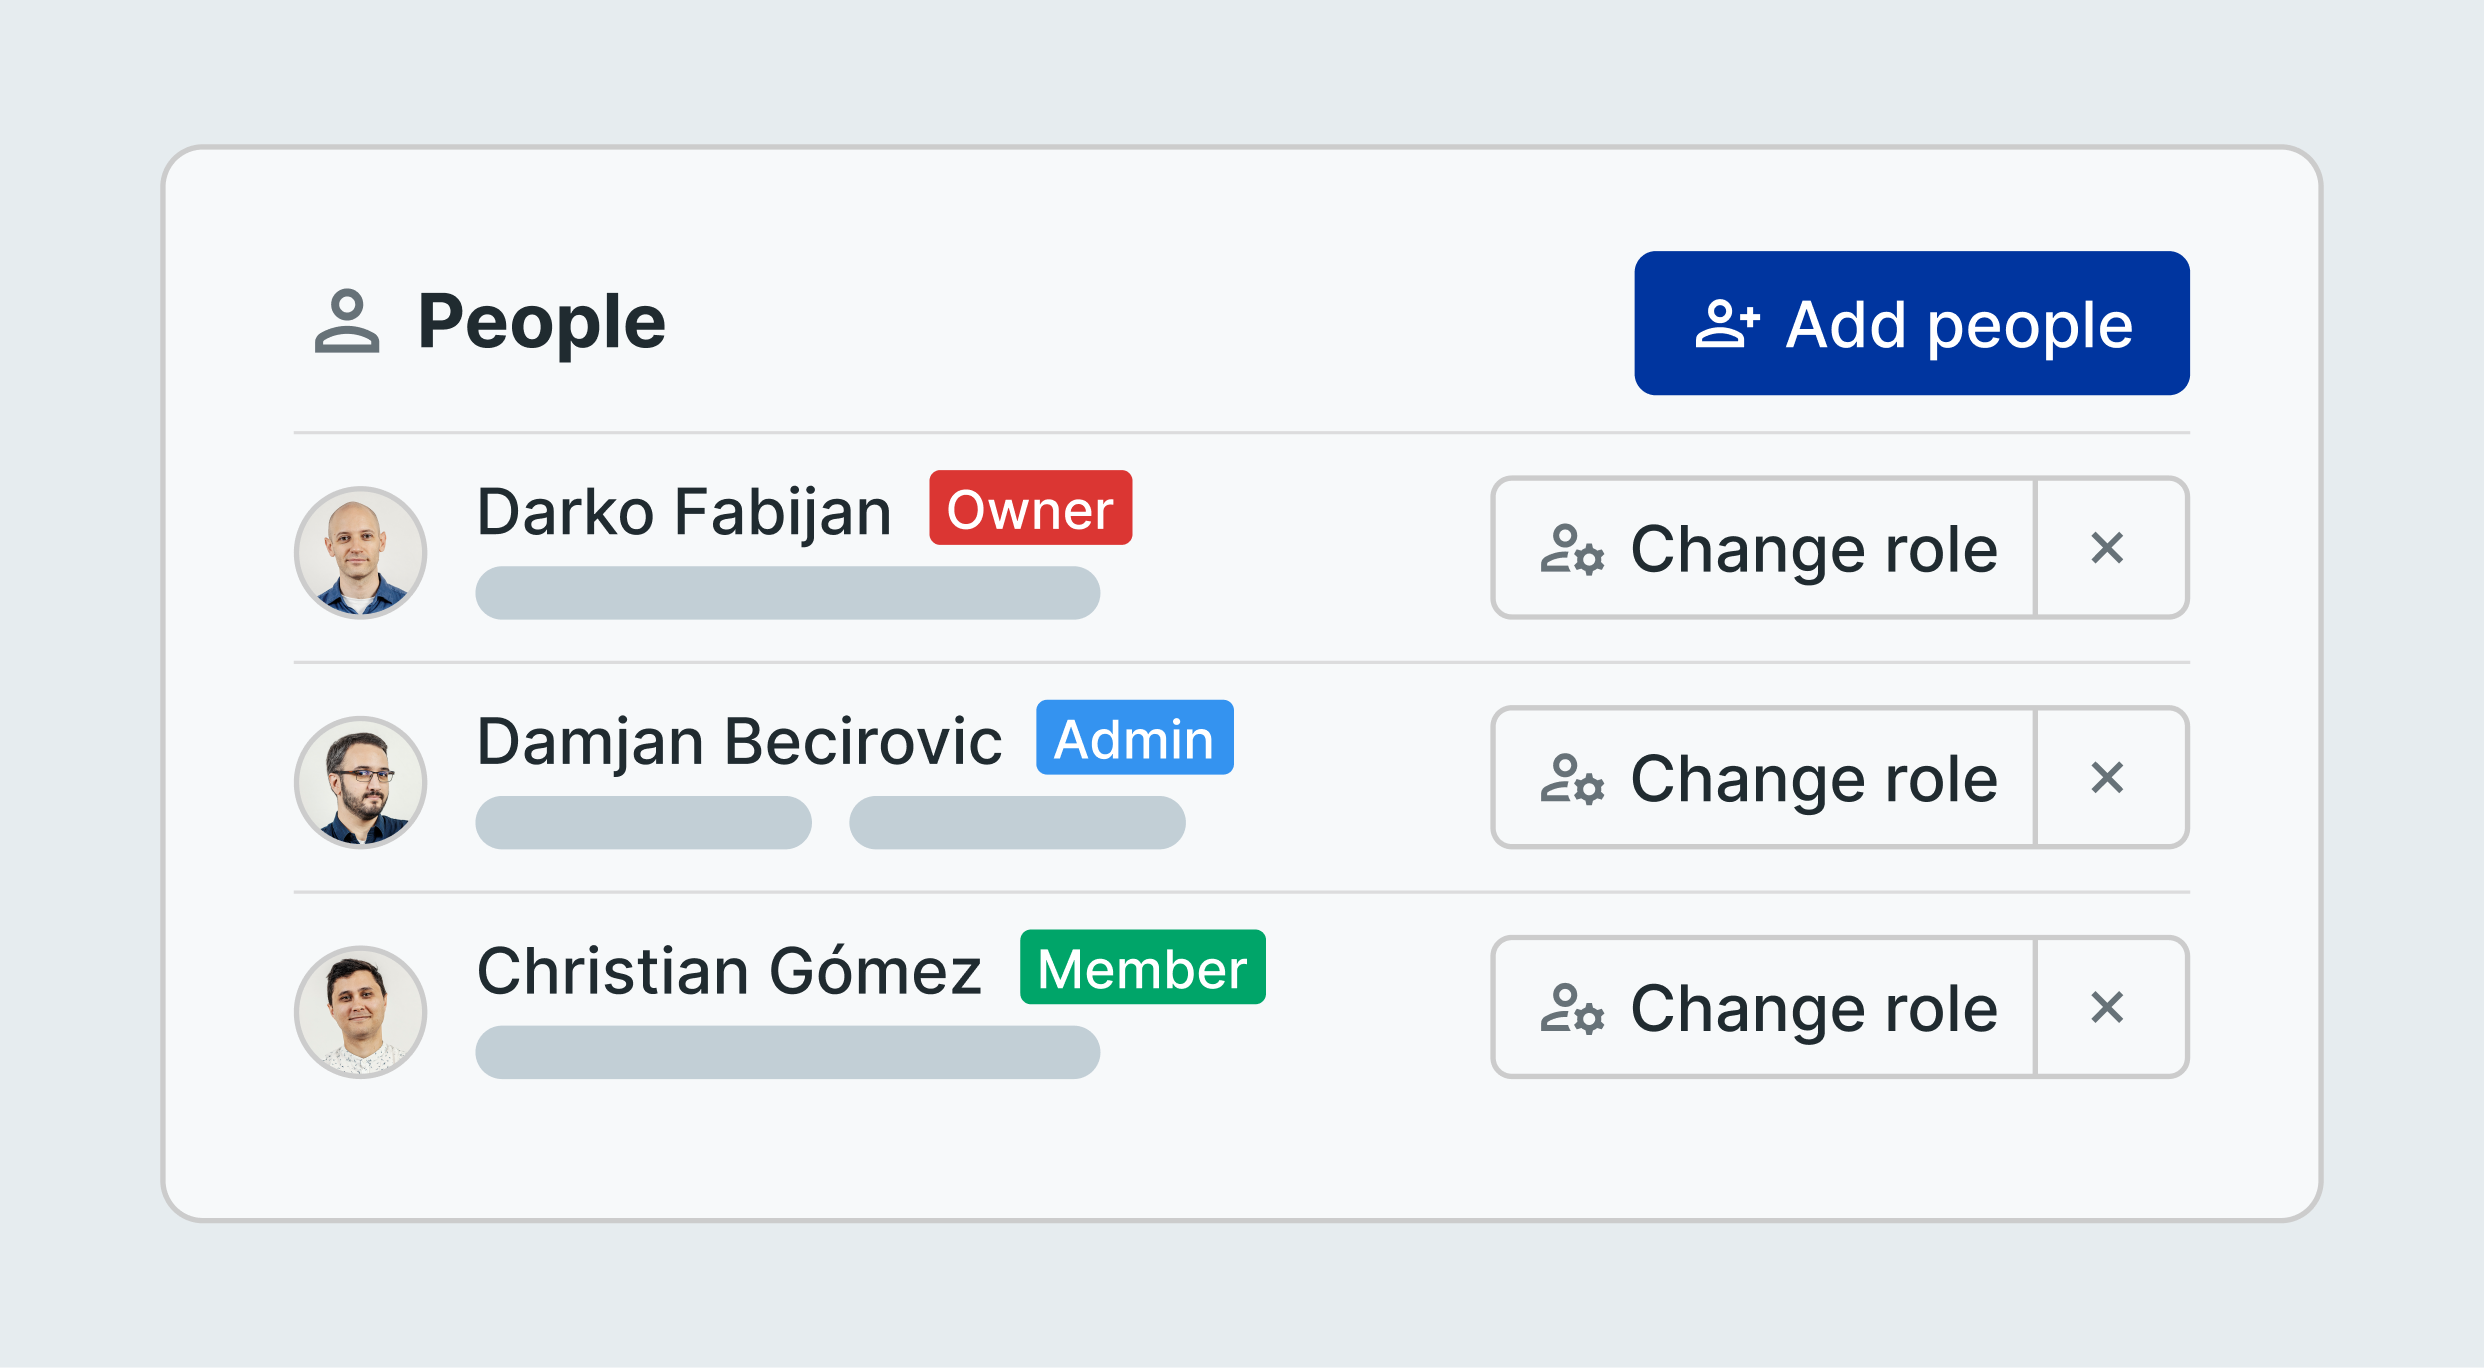 People
Add people
Darko Fabijan Owner
Change role
Damjan Becirovic Admin
Change role
Christian Gómez Member
Change role